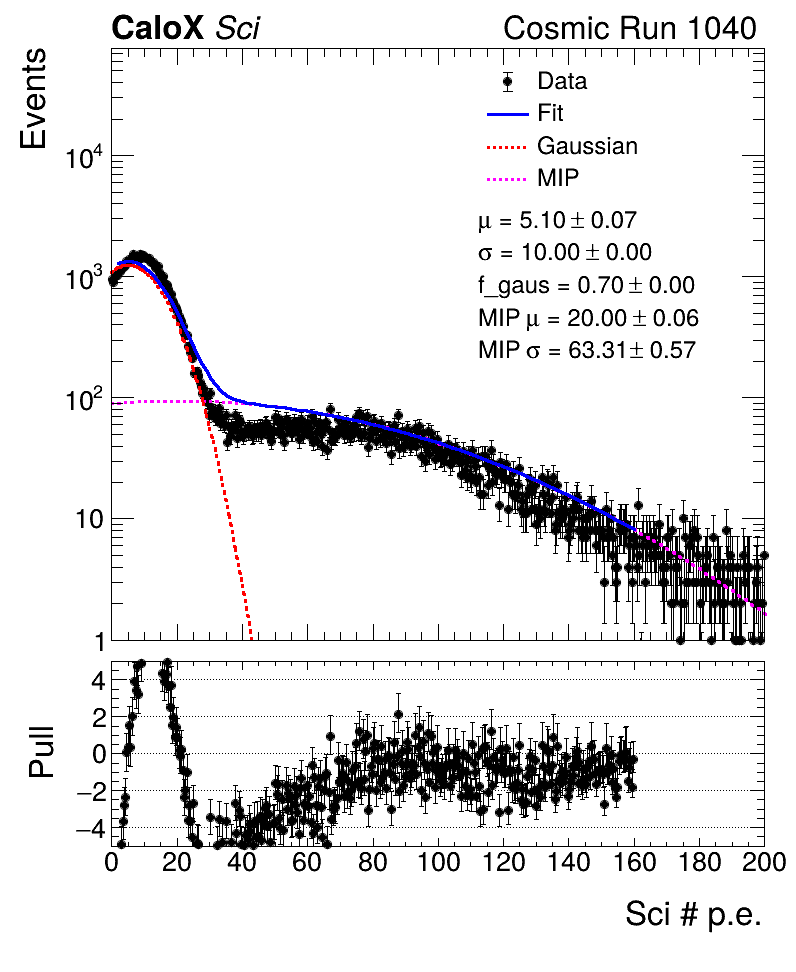 CaloX Sci Cosmic Run 1040
Events
Data
Fit
Gaussian
MIP
μ = 5.10 ± 0.07
σ = 10.00 ± 0.00
f_gaus = 0.70 ± 0.00
MIP μ = 20.00 ± 0.06
MIP σ = 63.31 ± 0.57
10⁴
10³
10²
10
1
Pull
4
2
0
−2
−4
0 20 40 60 80 100 120 140 160 180 200
Sci # p.e.